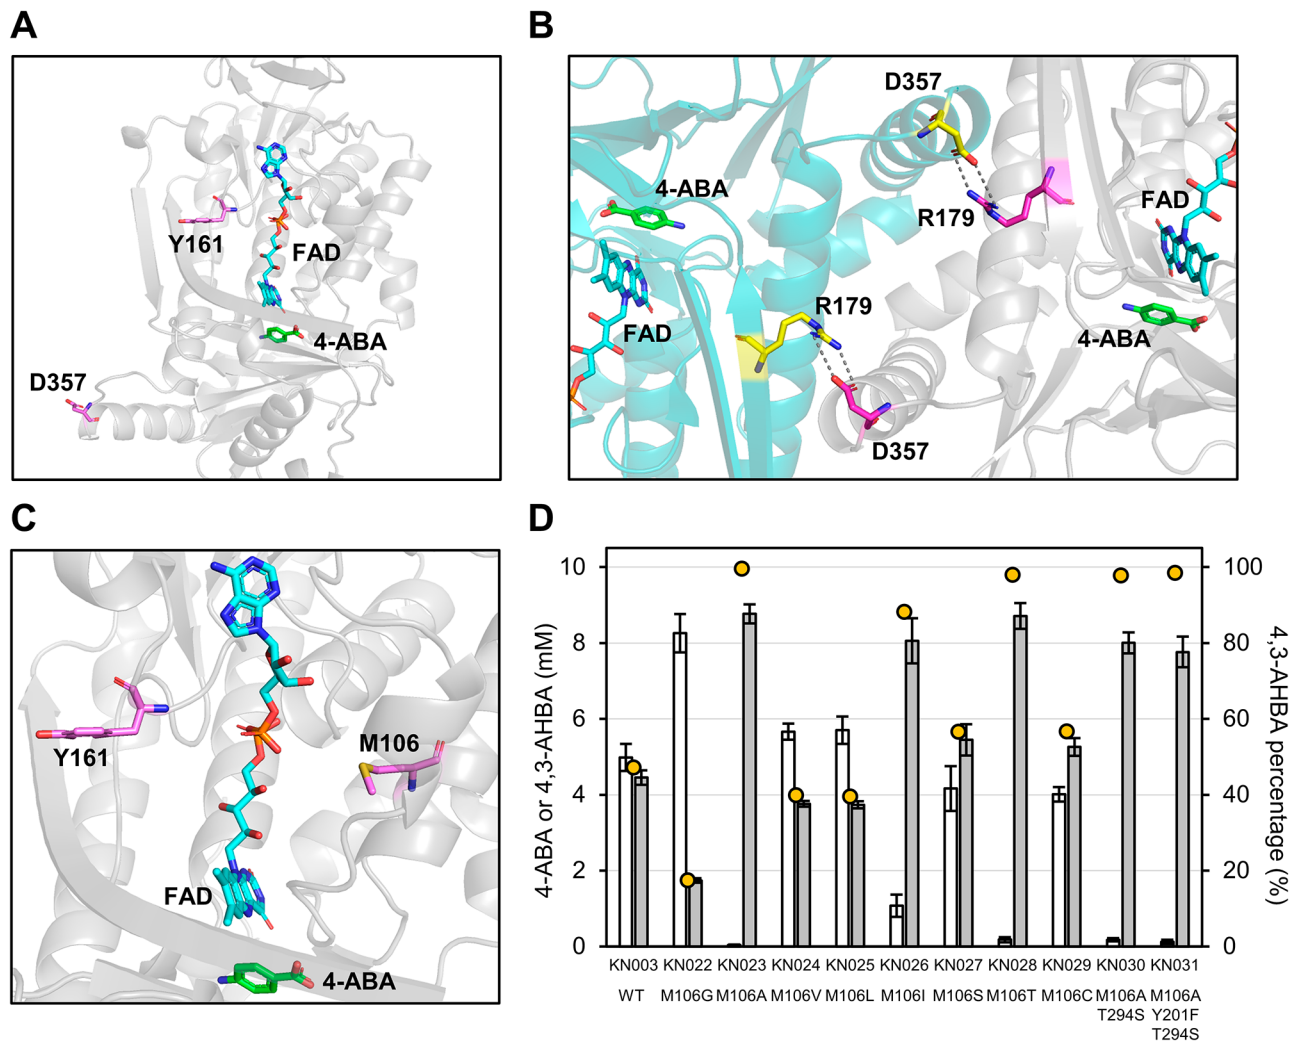 A
Y161
FAD
4-ABA
D357
B
D357
4-ABA
R179
FAD
R179
FAD
4-ABA
D357
C
Y161
M106
FAD
4-ABA
D
4-ABA or 4,3-AHBA (mM)
10
8
6
4
2
0
100
80
60
40
20
0
4,3-AHBA percentage (%)
KN003 KN022 KN023 KN024 KN025 KN026 KN027 KN028 KN029 KN030 KN031
WT M106G M106A M106V M106L M106I M106S M106T M106C M106A M106A
T294S Y201F
T294S